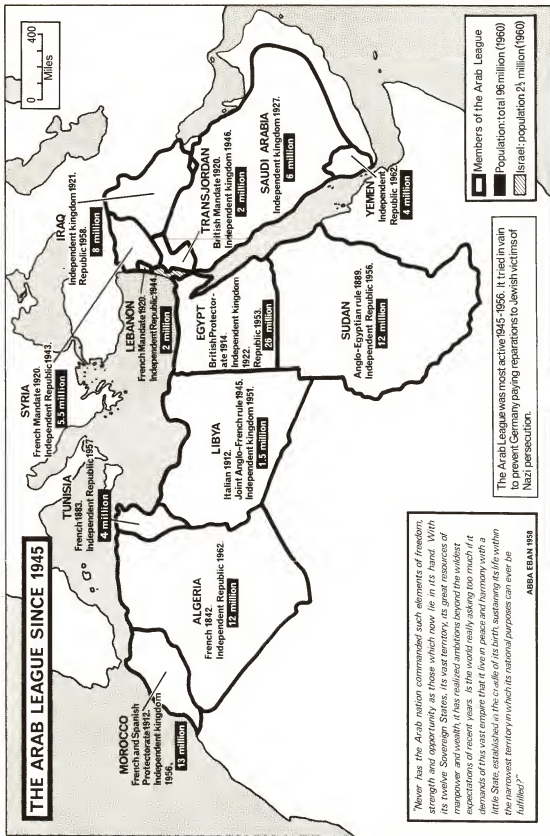 THE ARAB LEAGUE SINCE 1945
MOROCCO
French and Spanish
Protectorate 1912.
Independent kingdom
1956.
13 million
ALGERIA
French 1842.
Independent Republic 1962.
12 million
TUNISIA
French 1883.
Independent Republic 1957
4 million
LIBYA
Italian 1912.
Joint Anglo-French rule 1945.
Independent kingdom 1951.
1.5 million
SYRIA
French Mandate 1920.
Independent Republic 1943.
5.5 million
LEBANON
French Mandate 1920.
Independent Republic 1944
2 million
EGYPT
British Protector-
ate 1914
Independent kingdom
1922.
Republic 1953.
26 million
SUDAN
Anglo-Egyptian rule 1889.
Independent Republic 1956.
12 million
IRAQ
Independent kingdom 1921.
Republic 1958.
8 million
TRANSJORDAN
British Mandate 1920.
Independent kingdom 1946.
2 million
SAUDI ARABIA
Independent kingdom 1927.
6 million
YEMEN
Independent
Republic 1962
4 million
0 400
Miles
Members of the Arab League
Population: total 96 million (1960)
Israel: population 2½ million (1960)
The Arab League was most active 1945-1956. It tried in vain
to prevent Germany paying reparations to Jewish victims of
Nazi persecution.
"Never has the Arab nation commanded such elements of freedom,
strength and opportunity as those which now lie in its hand. With
its twelve Sovereign States, its vast territory, its great resources of
manpower and wealth, it has realized ambitions beyond the wildest
expectations of recent years. Is the world really asking too much if it
demands of this vast empire that it live in peace and harmony with a
little State, established in the cradle of its birth, sustaining its life within
the narrowest territory in which its national purposes can ever be
fulfilled?"
ABBA EBAN 1958